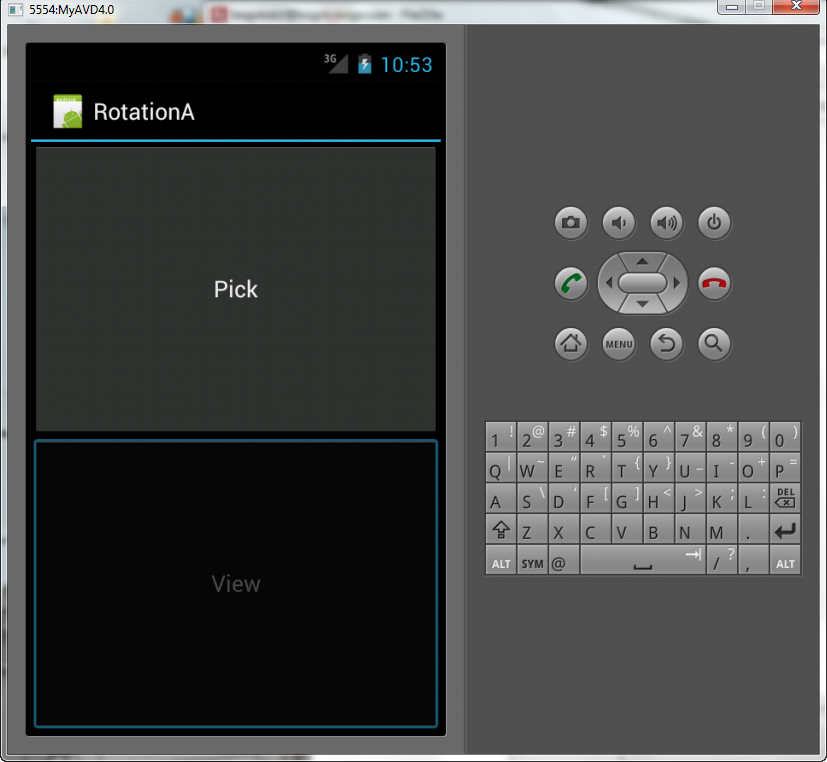 5554:MyAVD4.0
3G 10:53
RotationA
Pick
View
MENU
1 ! 2 @ 3 # 4 $ 5 % 6 ^ 7 & 8 * 9 ( 0 )
Q | W ~ E “ R ` T { Y } U _ I - O + P =
A S \ D ‘ F [ G ] H < J > K ; L : DEL
Z X C V B N M .
ALT SYM @ / ? , ALT